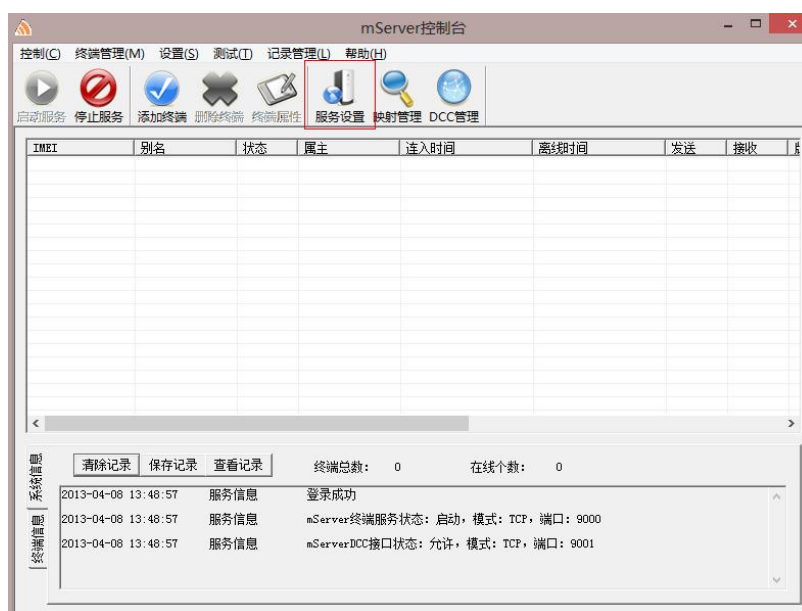 mServer控制台
控制(C) 终端管理(M) 设置(S) 测试(T) 记录管理(L) 帮助(H)
启动服务 停止服务 添加终端 删除终端 终端属性 服务设置 映射管理 DCC管理
IMEI 别名 状态 属主 连入时间 离线时间 发送 接收
清除记录 保存记录 查看记录 终端总数: 0 在线个数: 0
系统信息
终端信息
2013-04-08 13:48:57 服务信息 登录成功
2013-04-08 13:48:57 服务信息 mServer终端服务状态: 启动, 模式: TCP, 端口: 9000
2013-04-08 13:48:57 服务信息 mServerDCC接口状态: 允许, 模式: TCP, 端口: 9001